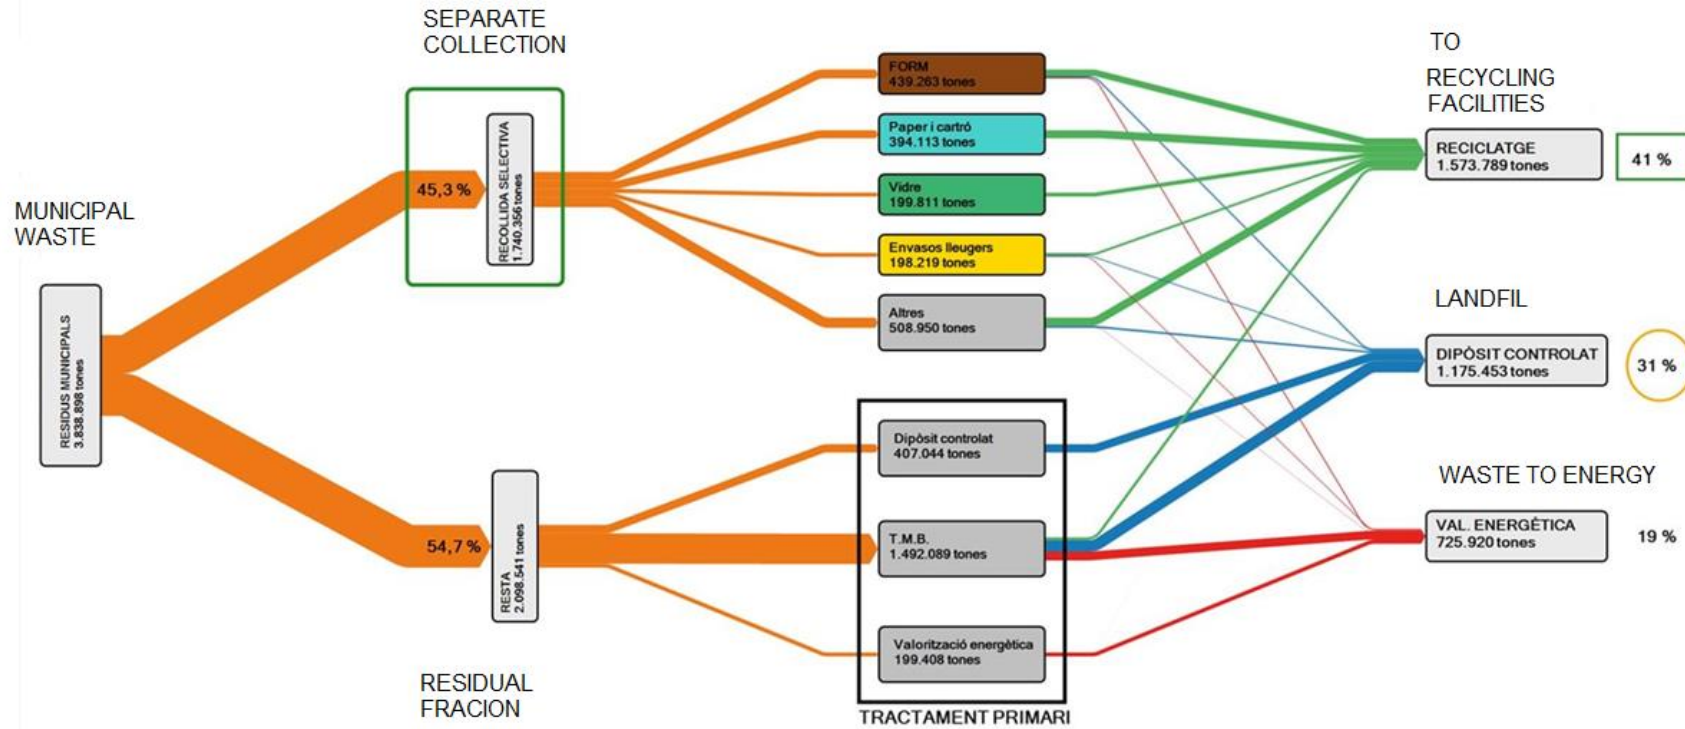 SEPARATE
COLLECTION
TO
RECYCLING
FACILITIES
MUNICIPAL
WASTE
RESIDUS MUNICIPALS
3.838.898 tones
45,3 %
RECOLLIDA SELECTIVA
1.740.356 tones
54,7 %
RESTA
2.098.541 tones
RESIDUAL
FRACION
FORM
439.263 tones
Paper i cartró
394.113 tones
Vidre
199.811 tones
Envasos lleugers
198.219 tones
Altres
508.950 tones
Dipòsit controlat
407.044 tones
T.M.B.
1.492.089 tones
Valorització energètica
199.408 tones
TRACTAMENT PRIMARI
RECICLATGE
1.573.789 tones
41 %
LANDFIL
DIPÒSIT CONTROLAT
1.175.453 tones
31 %
WASTE TO ENERGY
VAL. ENERGÈTICA
725.920 tones
19 %